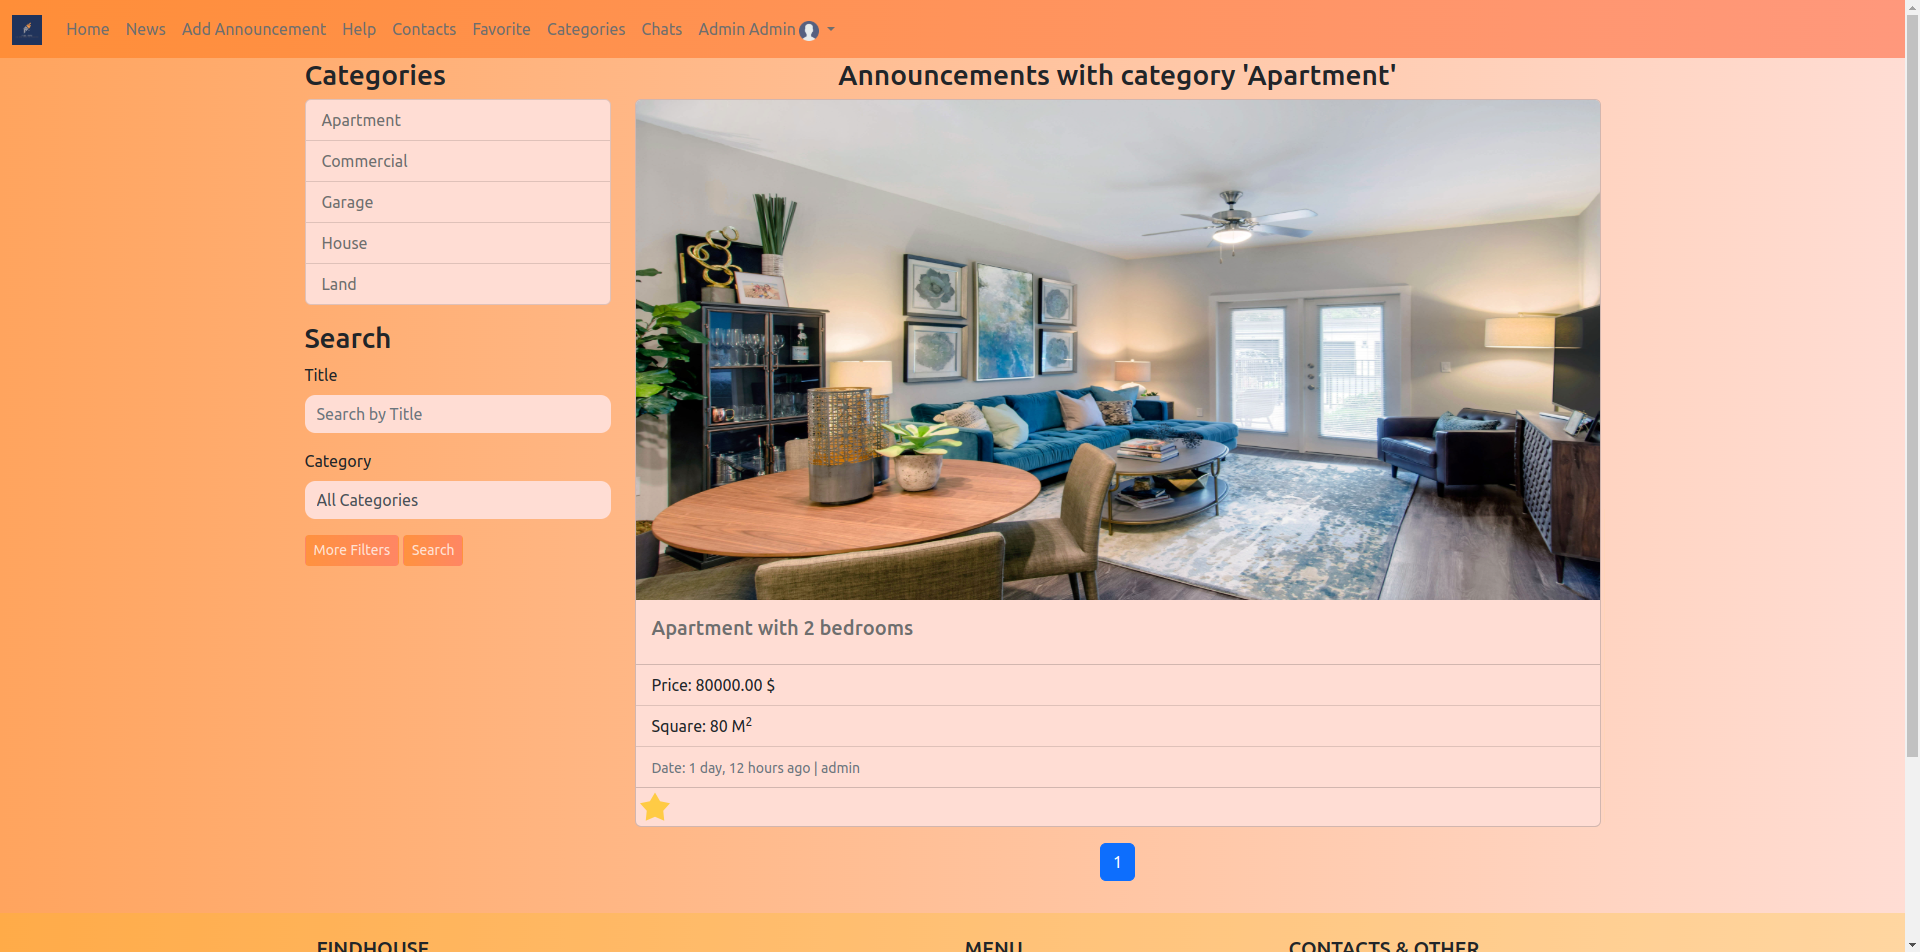 Home News Add Announcement Help Contacts Favorite Categories Chats Admin Admin
Categories
Apartment
Commercial
Garage
House
Land
Search
Title
Search by Title
Category
All Categories
More Filters Search
Announcements with category 'Apartment'
Apartment with 2 bedrooms
Price: 80000.00 $
Square: 80 M²
Date: 1 day, 12 hours ago | admin
1
FINDHOUSE MENU CONTACTS & OTHER